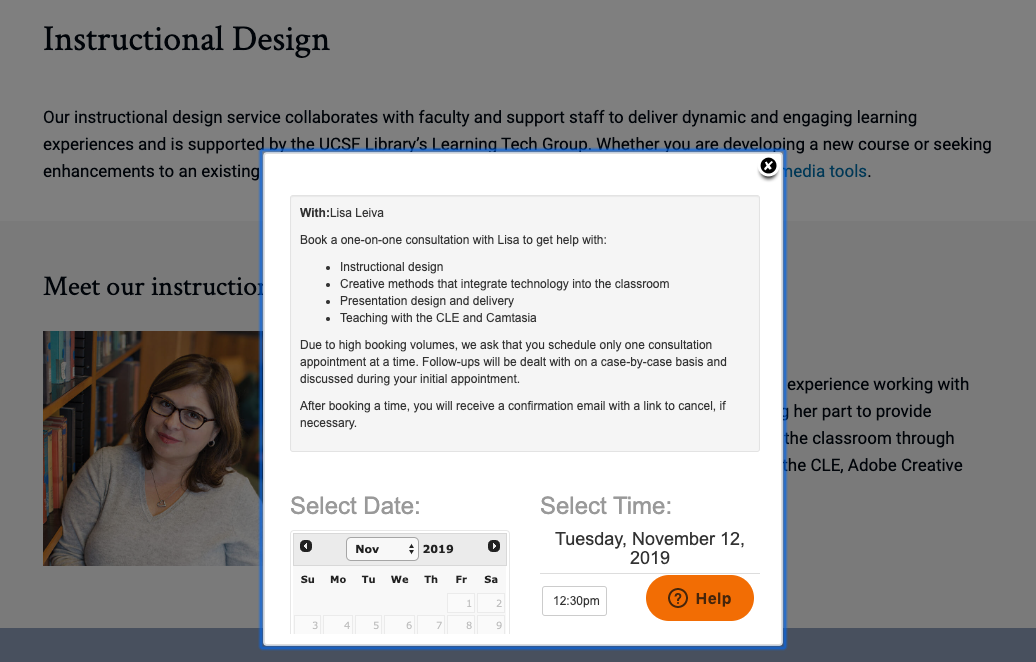 Instructional Design
Our instructional design service collaborates with faculty and support staff to deliver dynamic and engaging learning
experiences and is supported by the UCSF Library's Learning Tech Group. Whether you are developing a new course or seeking
enhancements to an existing
media tools.
With:Lisa Leiva
Book a one-on-one consultation with Lisa to get help with:
• Instructional design
• Creative methods that integrate technology into the classroom
• Presentation design and delivery
• Teaching with the CLE and Camtasia
Due to high booking volumes, we ask that you schedule only one consultation
appointment at a time. Follow-ups will be dealt with on a case-by-case basis and
discussed during your initial appointment.
After booking a time, you will receive a confirmation email with a link to cancel, if
necessary.
Meet our
experience working with
her part to provide
the classroom through
the CLE, Adobe Creative
Select Date:
Nov 2019
Su Mo Tu We Th Fr Sa
1 2
3 4 5 6 7 8 9
Select Time:
Tuesday, November 12,
2019
12:30pm
? Help